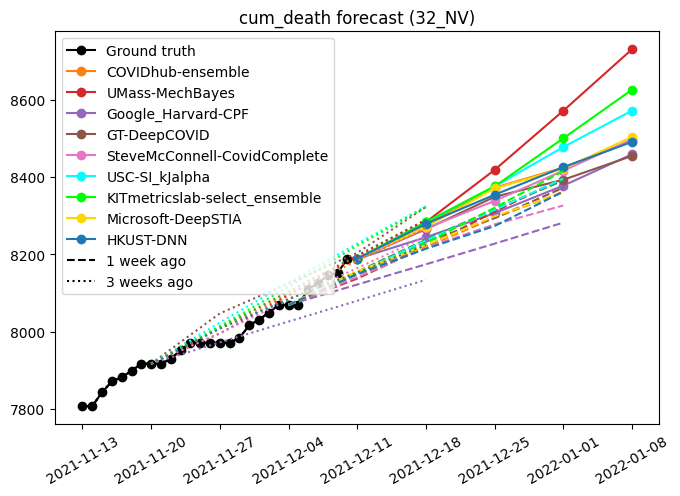 cum_death forecast (32_NV)
Ground truth
COVIDhub-ensemble
UMass-MechBayes
Google_Harvard-CPF
GT-DeepCOVID
SteveMcConnell-CovidComplete
USC-SI_kJalpha
KITmetricslab-select_ensemble
Microsoft-DeepSTIA
HKUST-DNN
1 week ago
3 weeks ago
8600
8400
8200
8000
7800
2021-11-13
2021-11-20
2021-11-27
2021-12-04
2021-12-11
2021-12-18
2021-12-25
2022-01-01
2022-01-08